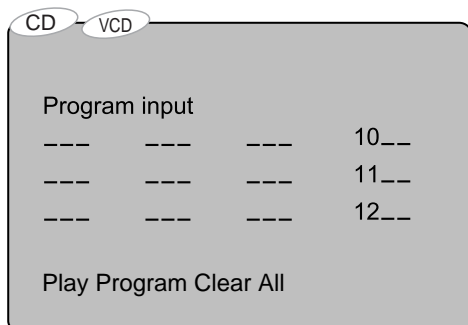 CD VCD
Program input
___ ___ ___ 10__
___ ___ ___ 11__
___ ___ ___ 12__
Play Program Clear All